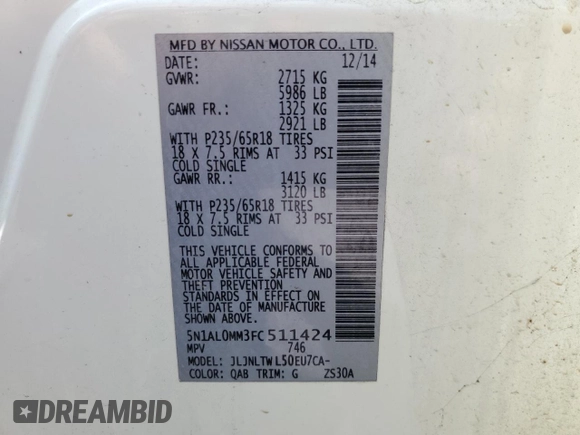 MFD BY NISSAN MOTOR CO., LTD.
DATE: 12/14
GVWR: 2715 KG
5986 LB
GAWR FR.: 1325 KG
2921 LB
WITH P235/65R18 TIRES
18 X 7.5 RIMS AT 33 PSI
COLD SINGLE
GAWR RR.: 1415 KG
3120 LB
WITH P235/65R18 TIRES
18 X 7.5 RIMS AT 33 PSI
COLD SINGLE
THIS VEHICLE CONFORMS TO
ALL APPLICABLE FEDERAL
MOTOR VEHICLE SAFETY AND
THEFT PREVENTION
STANDARDS IN EFFECT ON
THE DATE OF MANUFACTURE
SHOWN ABOVE.
5N1AL0MM3FC511424
MPV 746
MODEL: JLJNLTWL50EU7CA-
COLOR: QAB TRIM: G ZS30A
DREAMBID
dreambid.com